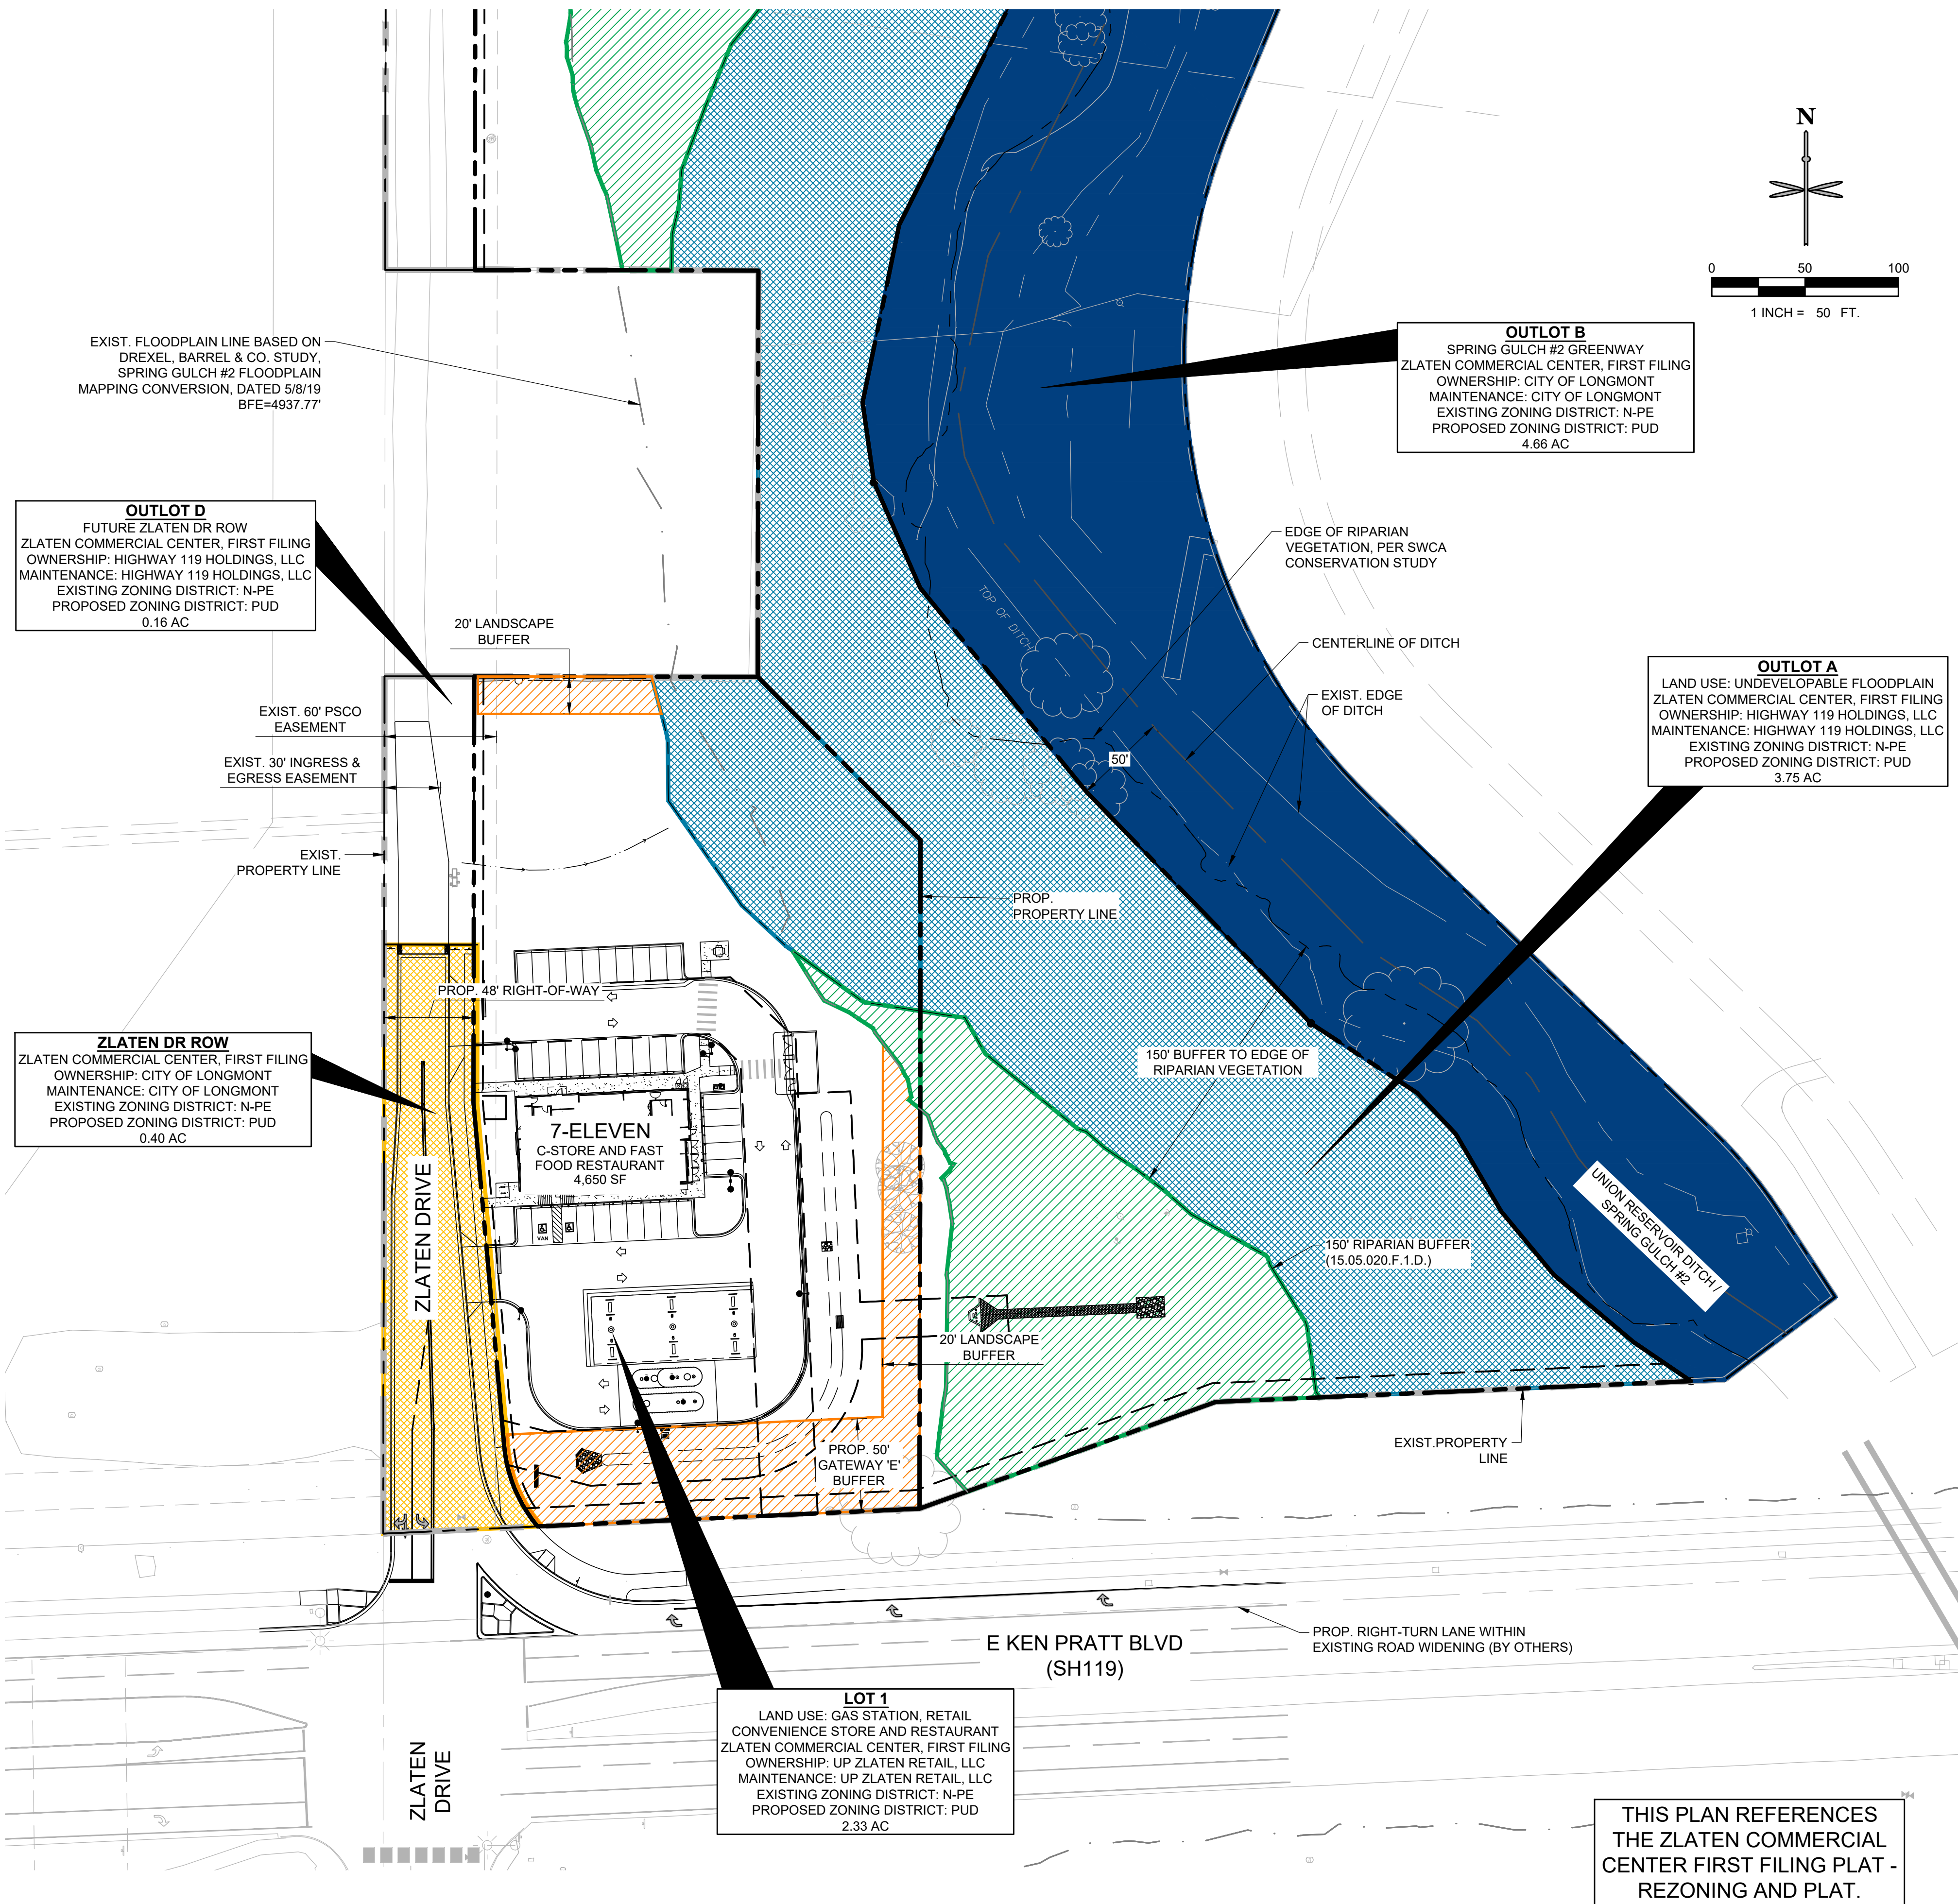 N
0 50 100
1 INCH = 50 FT.
EXIST. FLOODPLAIN LINE BASED ON
DREXEL, BARREL & CO. STUDY,
SPRING GULCH #2 FLOODPLAIN
MAPPING CONVERSION, DATED 5/8/19
BFE=4937.77'
OUTLOT B
SPRING GULCH #2 GREENWAY
ZLATEN COMMERCIAL CENTER, FIRST FILING
OWNERSHIP: CITY OF LONGMONT
MAINTENANCE: CITY OF LONGMONT
EXISTING ZONING DISTRICT: N-PE
PROPOSED ZONING DISTRICT: PUD
4.66 AC
OUTLOT D
FUTURE ZLATEN DR ROW
ZLATEN COMMERCIAL CENTER, FIRST FILING
OWNERSHIP: HIGHWAY 119 HOLDINGS, LLC
MAINTENANCE: HIGHWAY 119 HOLDINGS, LLC
EXISTING ZONING DISTRICT: N-PE
PROPOSED ZONING DISTRICT: PUD
0.16 AC
EDGE OF RIPARIAN
VEGETATION, PER SWCA
CONSERVATION STUDY
TOP OF DITCH
20' LANDSCAPE
BUFFER
CENTERLINE OF DITCH
OUTLOT A
LAND USE: UNDEVELOPABLE FLOODPLAIN
ZLATEN COMMERCIAL CENTER, FIRST FILING
OWNERSHIP: HIGHWAY 119 HOLDINGS, LLC
MAINTENANCE: HIGHWAY 119 HOLDINGS, LLC
EXISTING ZONING DISTRICT: N-PE
PROPOSED ZONING DISTRICT: PUD
3.75 AC
EXIST. EDGE
OF DITCH
EXIST. 60' PSCO
EASEMENT
50'
EXIST. 30' INGRESS &
EGRESS EASEMENT
EXIST.
PROPERTY LINE
PROP.
PROPERTY LINE
PROP. 48' RIGHT-OF-WAY
ZLATEN DR ROW
ZLATEN COMMERCIAL CENTER, FIRST FILING
OWNERSHIP: CITY OF LONGMONT
MAINTENANCE: CITY OF LONGMONT
EXISTING ZONING DISTRICT: N-PE
PROPOSED ZONING DISTRICT: PUD
0.40 AC
150' BUFFER TO EDGE OF
RIPARIAN VEGETATION
7-ELEVEN
C-STORE AND FAST
FOOD RESTAURANT
4,650 SF
VAN
ZLATEN DRIVE
UNION RESERVOIR DITCH /
SPRING GULCH #2
150' RIPARIAN BUFFER
(15.05.020.F.1.D.)
20' LANDSCAPE
BUFFER
PROP. 50'
GATEWAY 'E'
BUFFER
EXIST.PROPERTY
LINE
E KEN PRATT BLVD
(SH119)
PROP. RIGHT-TURN LANE WITHIN
EXISTING ROAD WIDENING (BY OTHERS)
LOT 1
LAND USE: GAS STATION, RETAIL
CONVENIENCE STORE AND RESTAURANT
ZLATEN COMMERCIAL CENTER, FIRST FILING
OWNERSHIP: UP ZLATEN RETAIL, LLC
MAINTENANCE: UP ZLATEN RETAIL, LLC
EXISTING ZONING DISTRICT: N-PE
PROPOSED ZONING DISTRICT: PUD
2.33 AC
ZLATEN
DRIVE
THIS PLAN REFERENCES
THE ZLATEN COMMERCIAL
CENTER FIRST FILING PLAT -
REZONING AND PLAT.